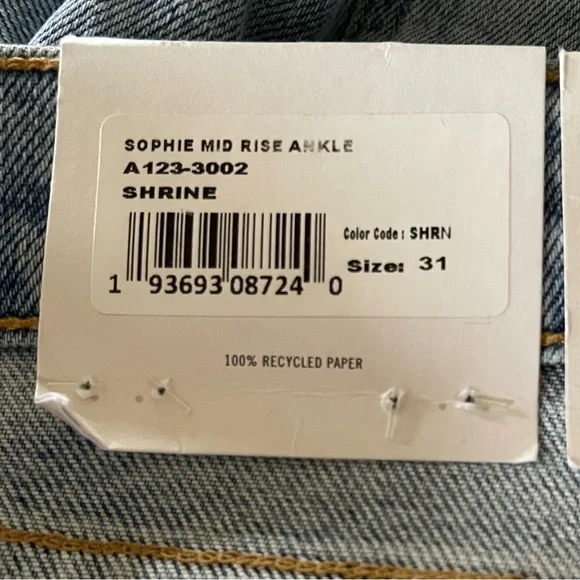 SOPHIE MID RISE ANKLE
A123-3002
SHRINE
Color Code : SHRN
Size: 31
1 93693 08724 0
100% RECYCLED PAPER